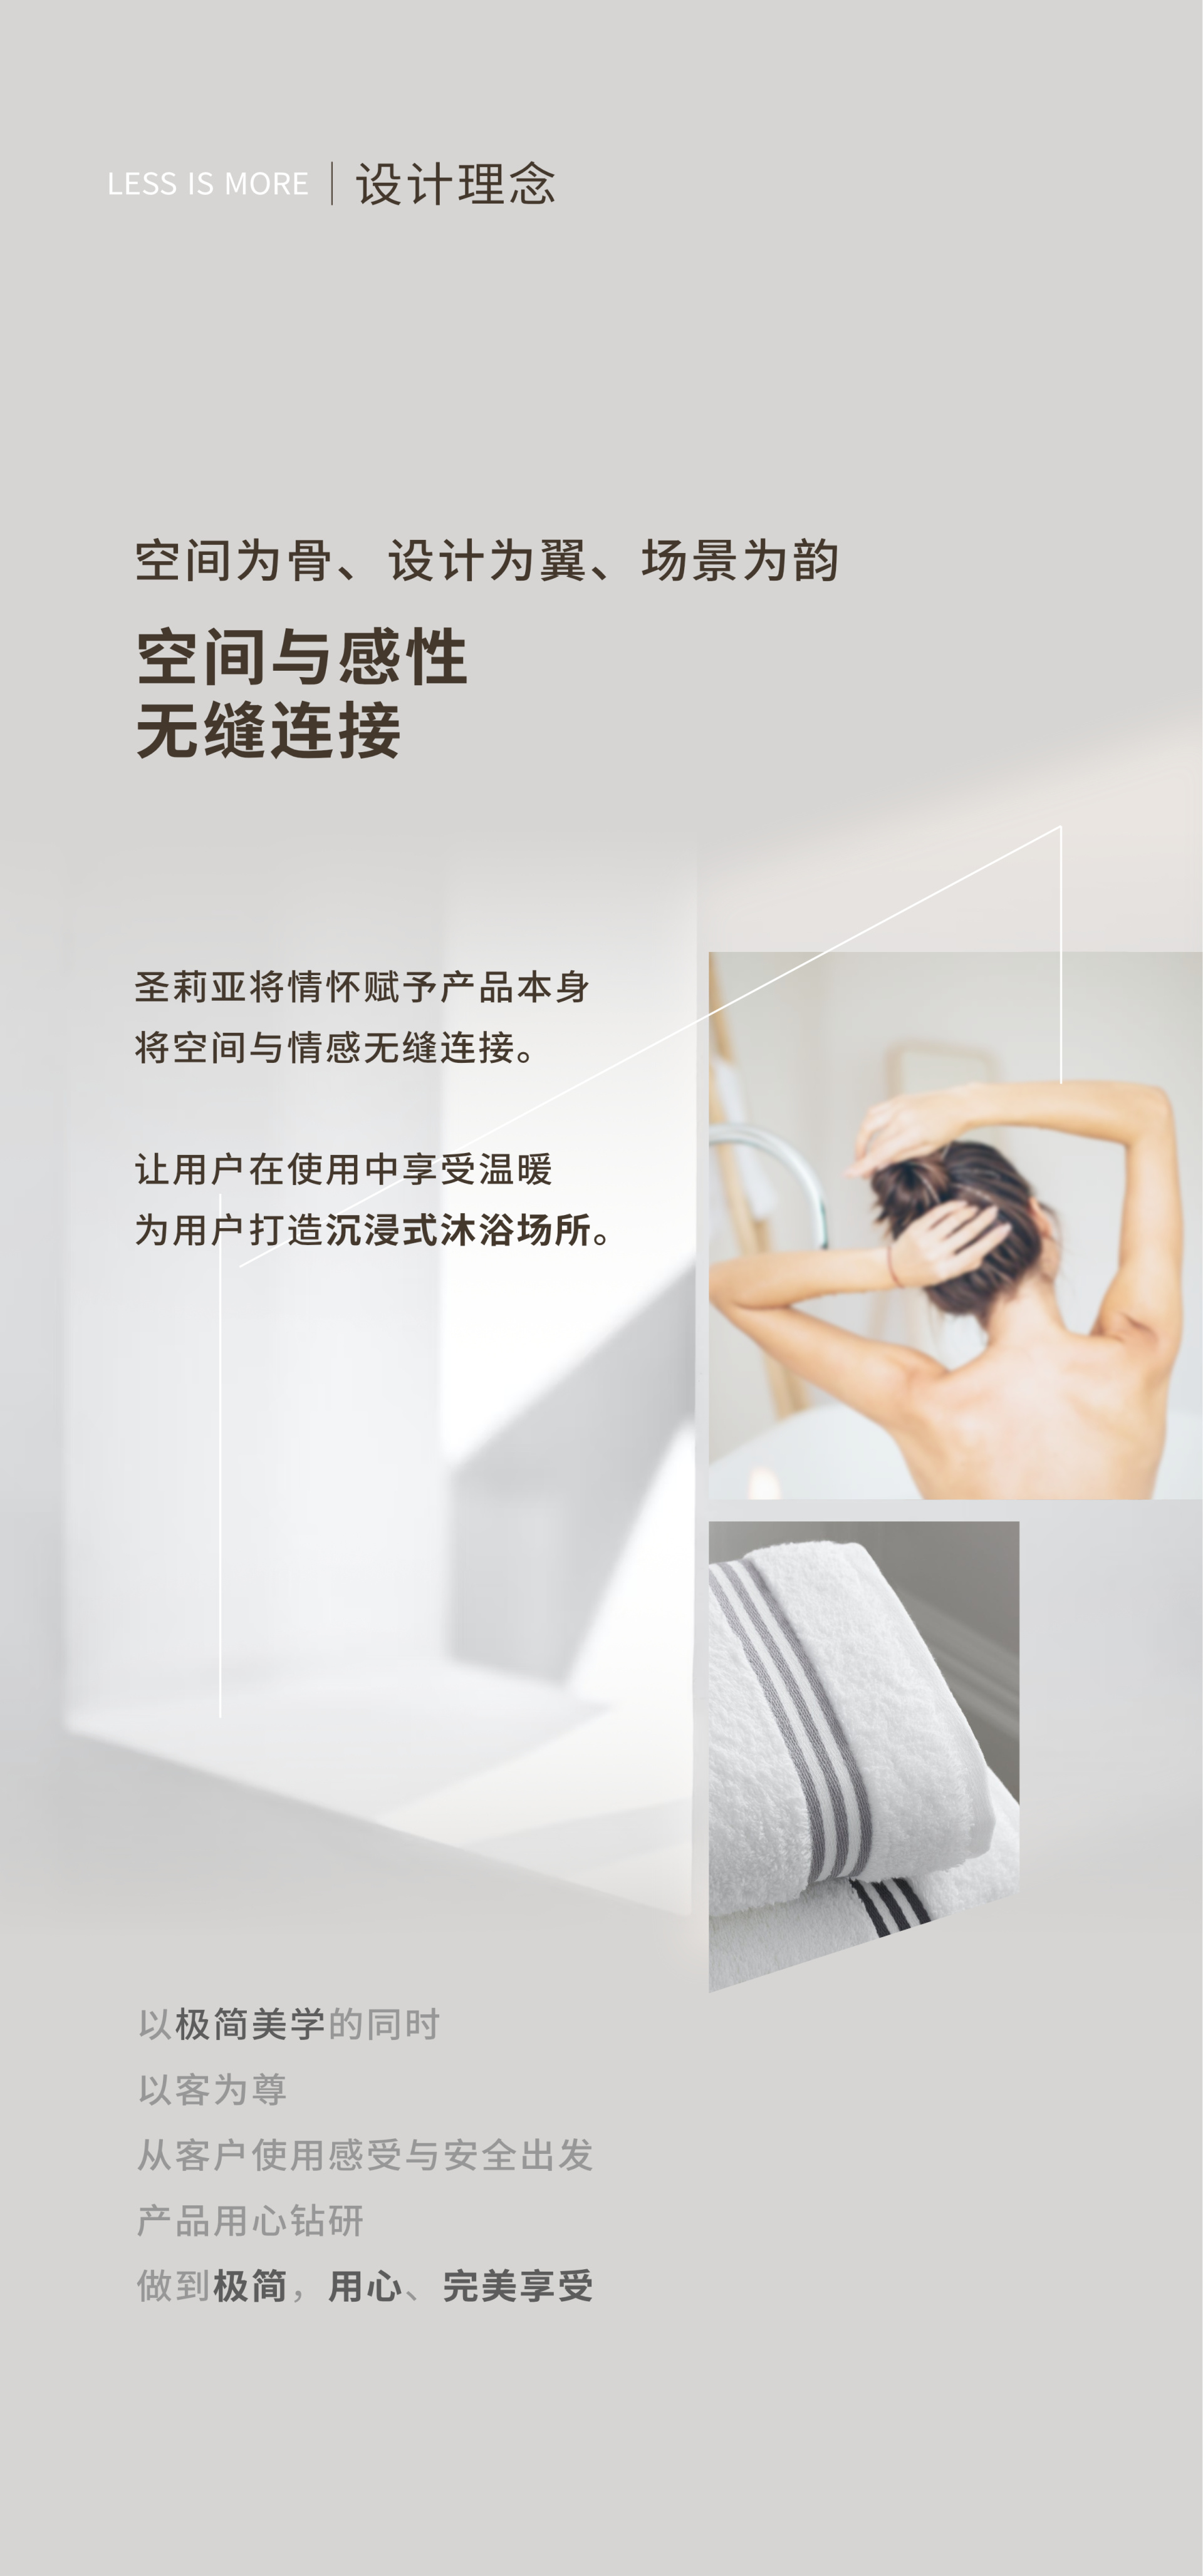 LESS IS MORE | 设计理念
空间为骨、设计为翼、场景为韵
空间与感性
无缝连接
圣莉亚将情怀赋予产品本身
将空间与情感无缝连接。
让用户在使用中享受温暖
为用户打造沉浸式沐浴场所。
以极简美学的同时
以客为尊
从客户使用感受与安全出发
产品用心钻研
做到极简，用心、完美享受